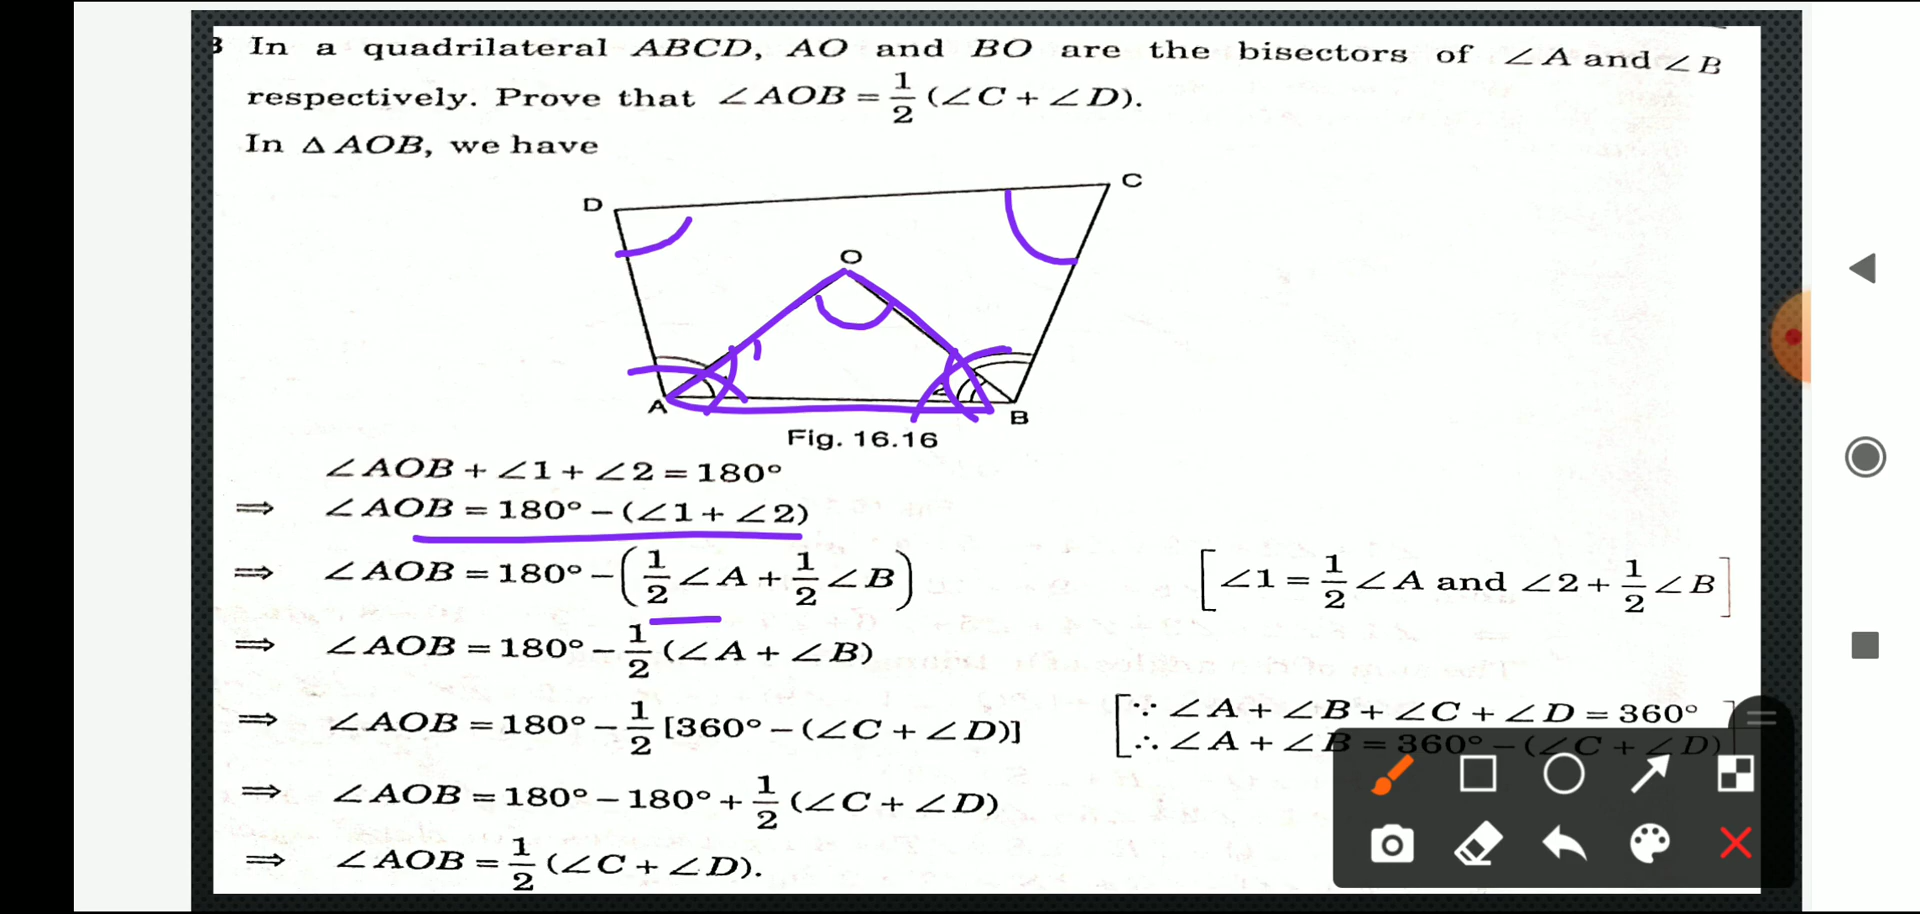 3 In a quadrilateral ABCD, AO and BO are the bisectors of ∠A and ∠B
respectively. Prove that ∠AOB = 1/2 (∠C + ∠D).
In Δ AOB, we have
D
C
O
A
B
Fig. 16.16
∠AOB + ∠1 + ∠2 = 180°
⇒ ∠AOB = 180° – (∠1 + ∠2)
⇒ ∠AOB = 180° – (1/2 ∠A + 1/2 ∠B) [∠1 = 1/2 ∠A and ∠2 + 1/2 ∠B]
⇒ ∠AOB = 180° – 1/2 (∠A + ∠B)
⇒ ∠AOB = 180° – 1/2 [360° – (∠C + ∠D)] [∵ ∠A + ∠B + ∠C + ∠D = 360°
∴ ∠A + ∠B = 360° – (∠C + ∠D)]
⇒ ∠AOB = 180° – 180° + 1/2 (∠C + ∠D)
⇒ ∠AOB = 1/2 (∠C + ∠D).